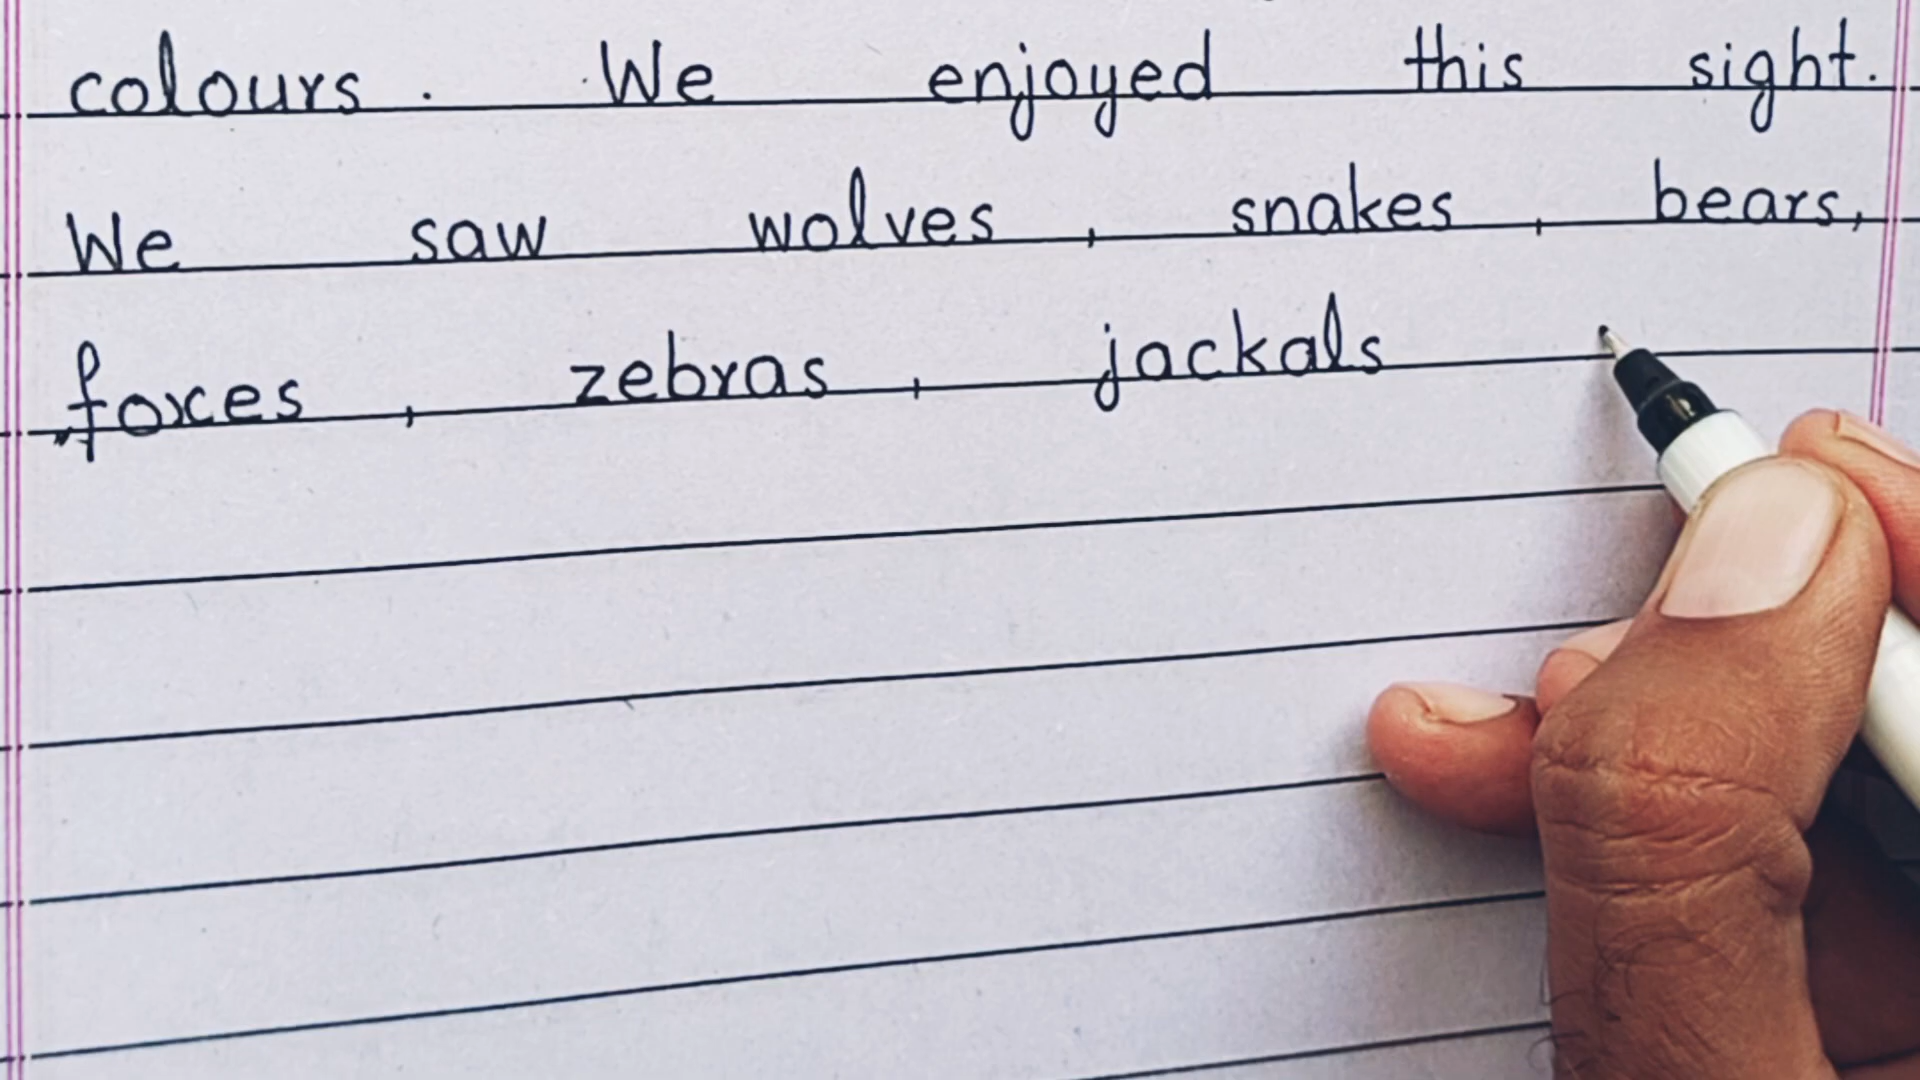 colours. We enjoyed this sight.
We saw wolves, snakes, bears,
foxes, zebras, jackals